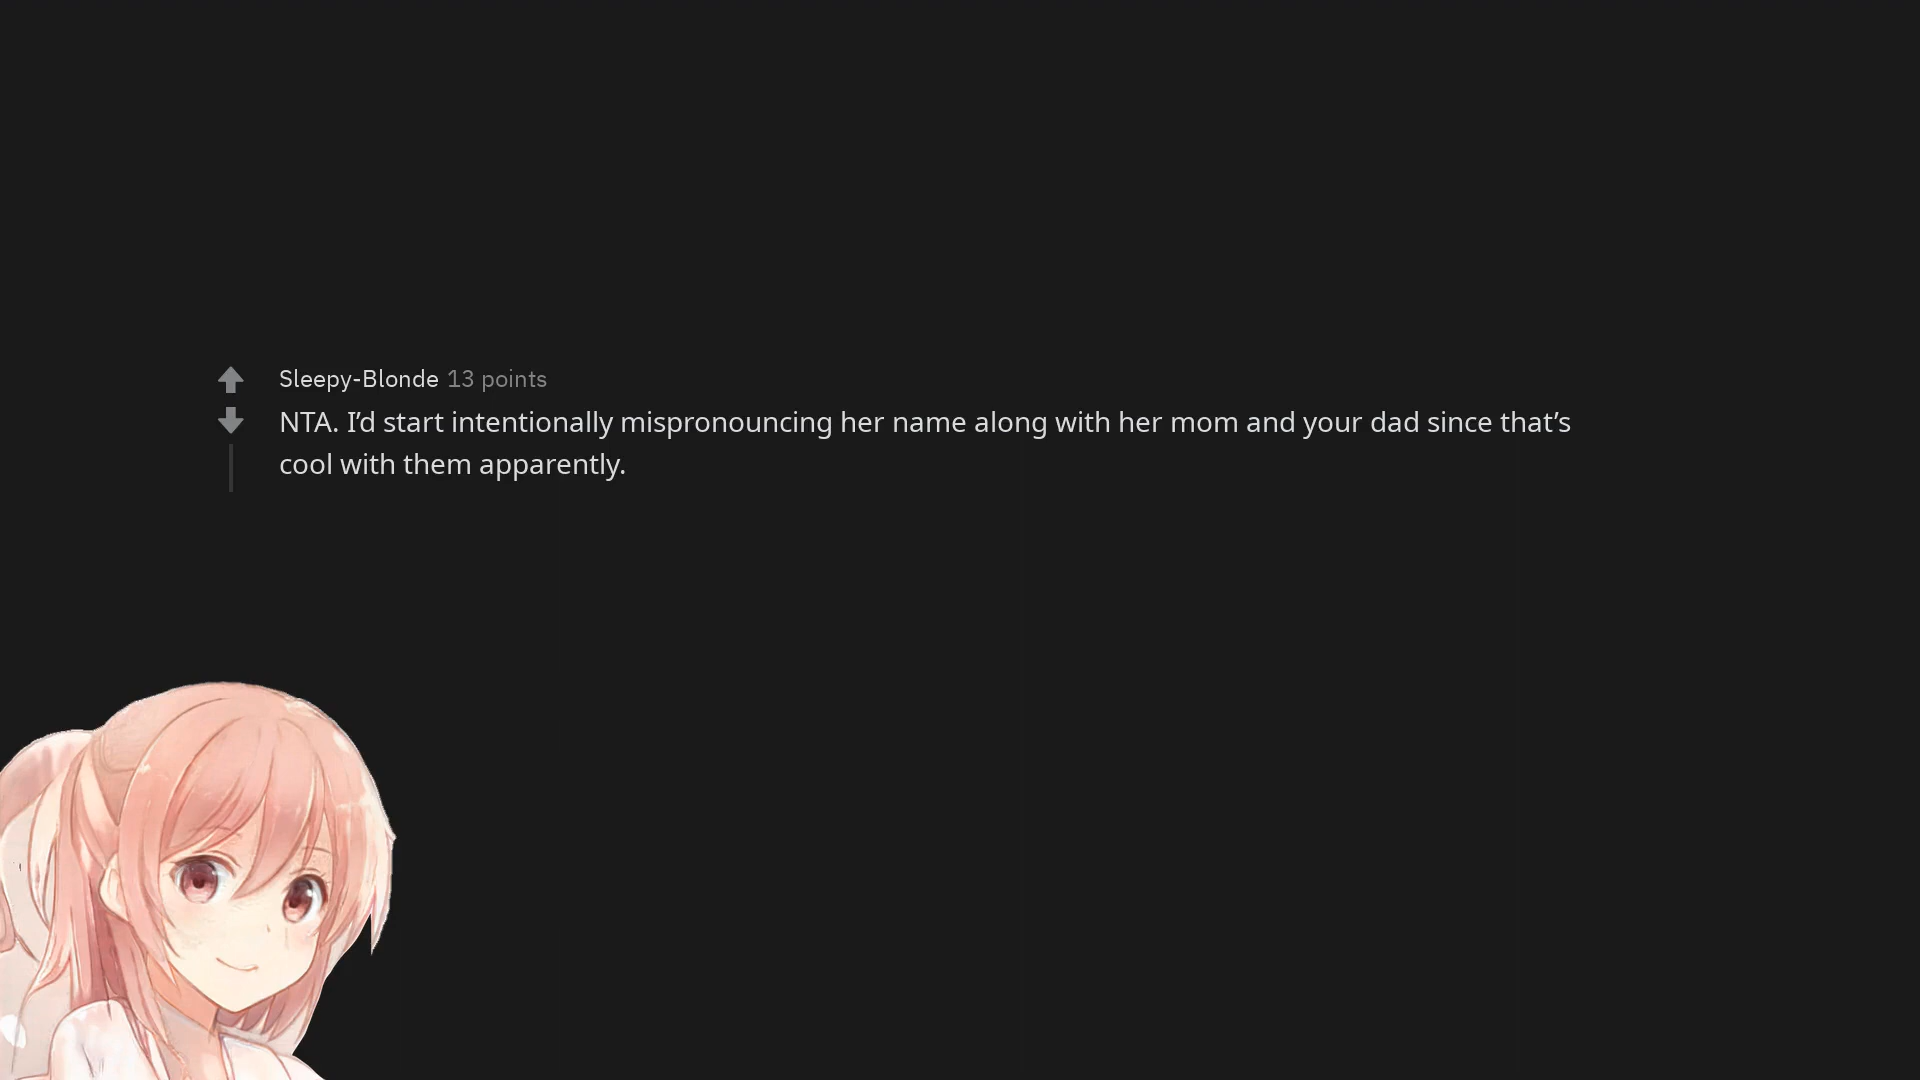 Sleepy-Blonde 13 points
NTA. I’d start intentionally mispronouncing her name along with her mom and your dad since that’s
cool with them apparently.